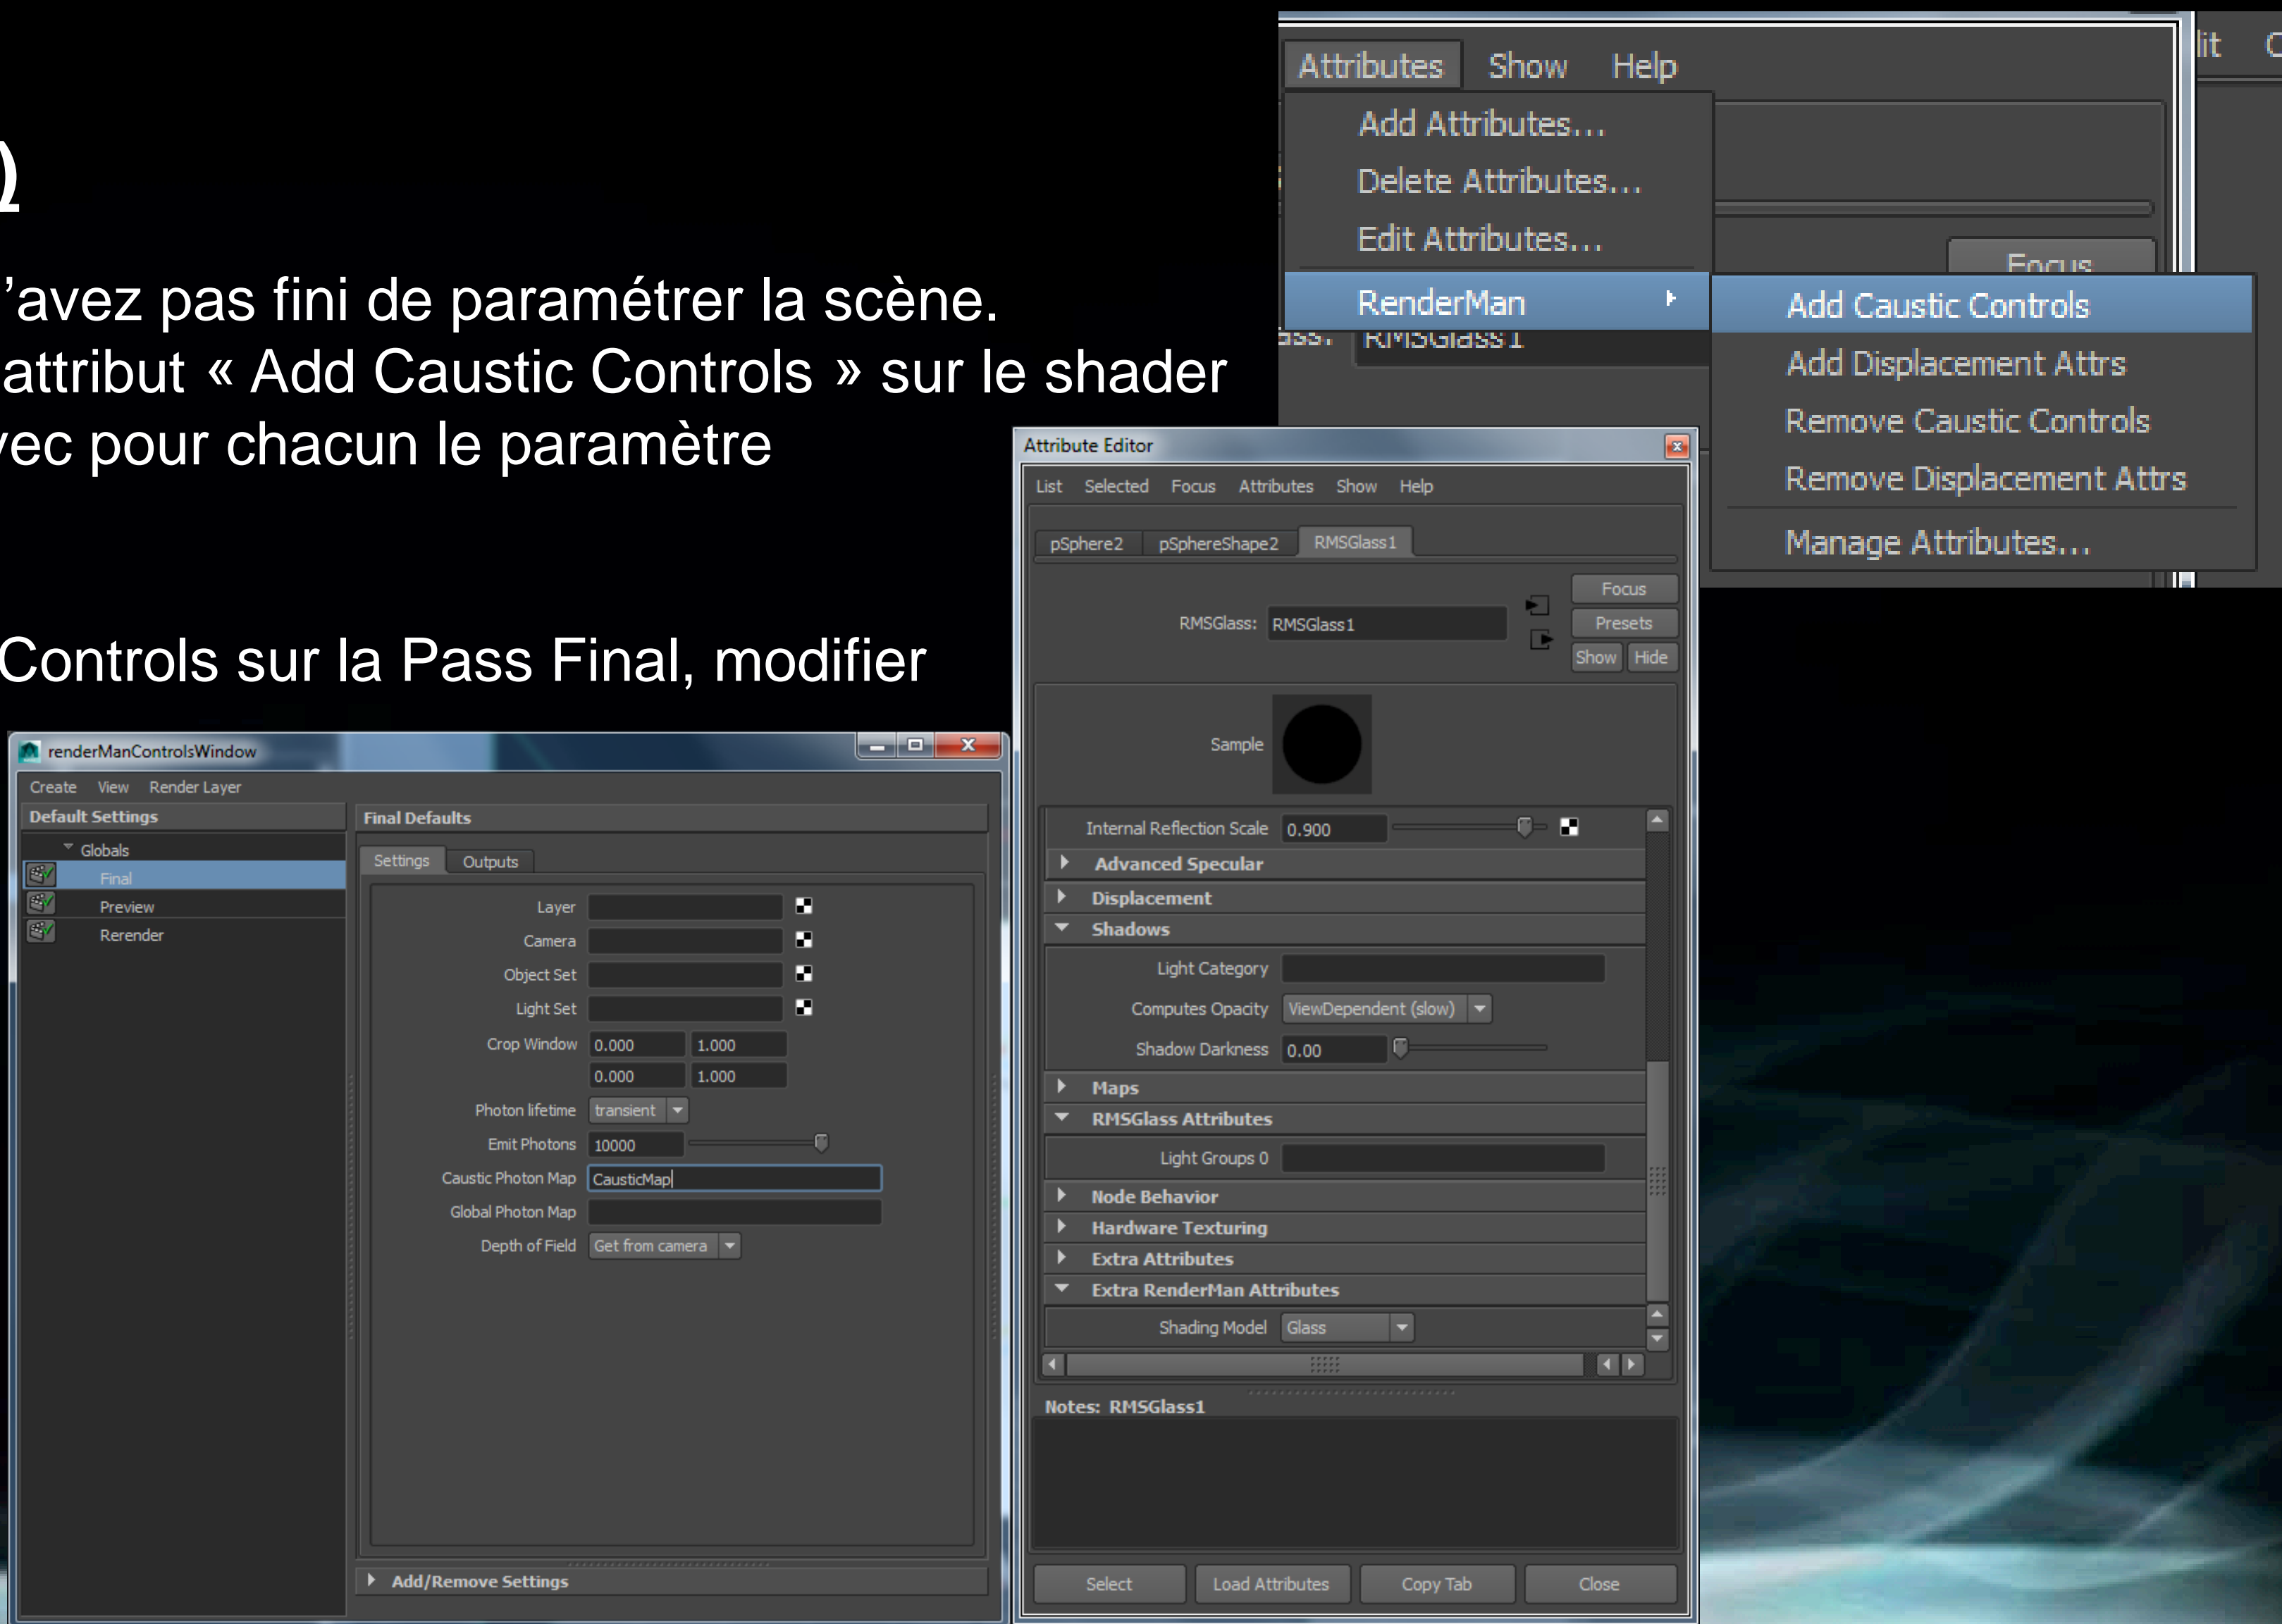 'avez pas fini de paramétrer la scène.
attribut « Add Caustic Controls » sur le shader
vec pour chacun le paramètre
Controls sur la Pass Final, modifier
Attributes Show Help
Add Attributes...
Delete Attributes...
Edit Attributes...
Focus
RenderMan
RMSGlass1
Add Caustic Controls
Add Displacement Attrs
Remove Caustic Controls
Remove Displacement Attrs
Manage Attributes...
renderManControlsWindow
Create View Render Layer
Default Settings
Globals
Final
Preview
Rerender
Final Defaults
Settings Outputs
Layer
Camera
Object Set
Light Set
Crop Window 0.000 1.000
0.000 1.000
Photon lifetime transient
Emit Photons 10000
Caustic Photon Map CausticMap
Global Photon Map
Depth of Field Get from camera
Add/Remove Settings
Attribute Editor
List Selected Focus Attributes Show Help
pSphere2 pSphereShape2 RMSGlass1
Focus
RMSGlass: RMSGlass1 Presets
Show Hide
Sample
Internal Reflection Scale 0.900
Advanced Specular
Displacement
Shadows
Light Category
Computes Opacity ViewDependent (slow)
Shadow Darkness 0.00
Maps
RMSGlass Attributes
Light Groups 0
Node Behavior
Hardware Texturing
Extra Attributes
Extra RenderMan Attributes
Shading Model Glass
Notes: RMSGlass1
Select Load Attributes Copy Tab Close